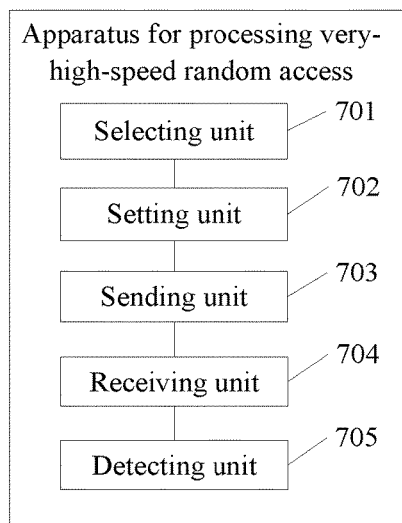 Apparatus for processing very-
high-speed random access
701
Selecting unit
702
Setting unit
703
Sending unit
704
Receiving unit
705
Detecting unit